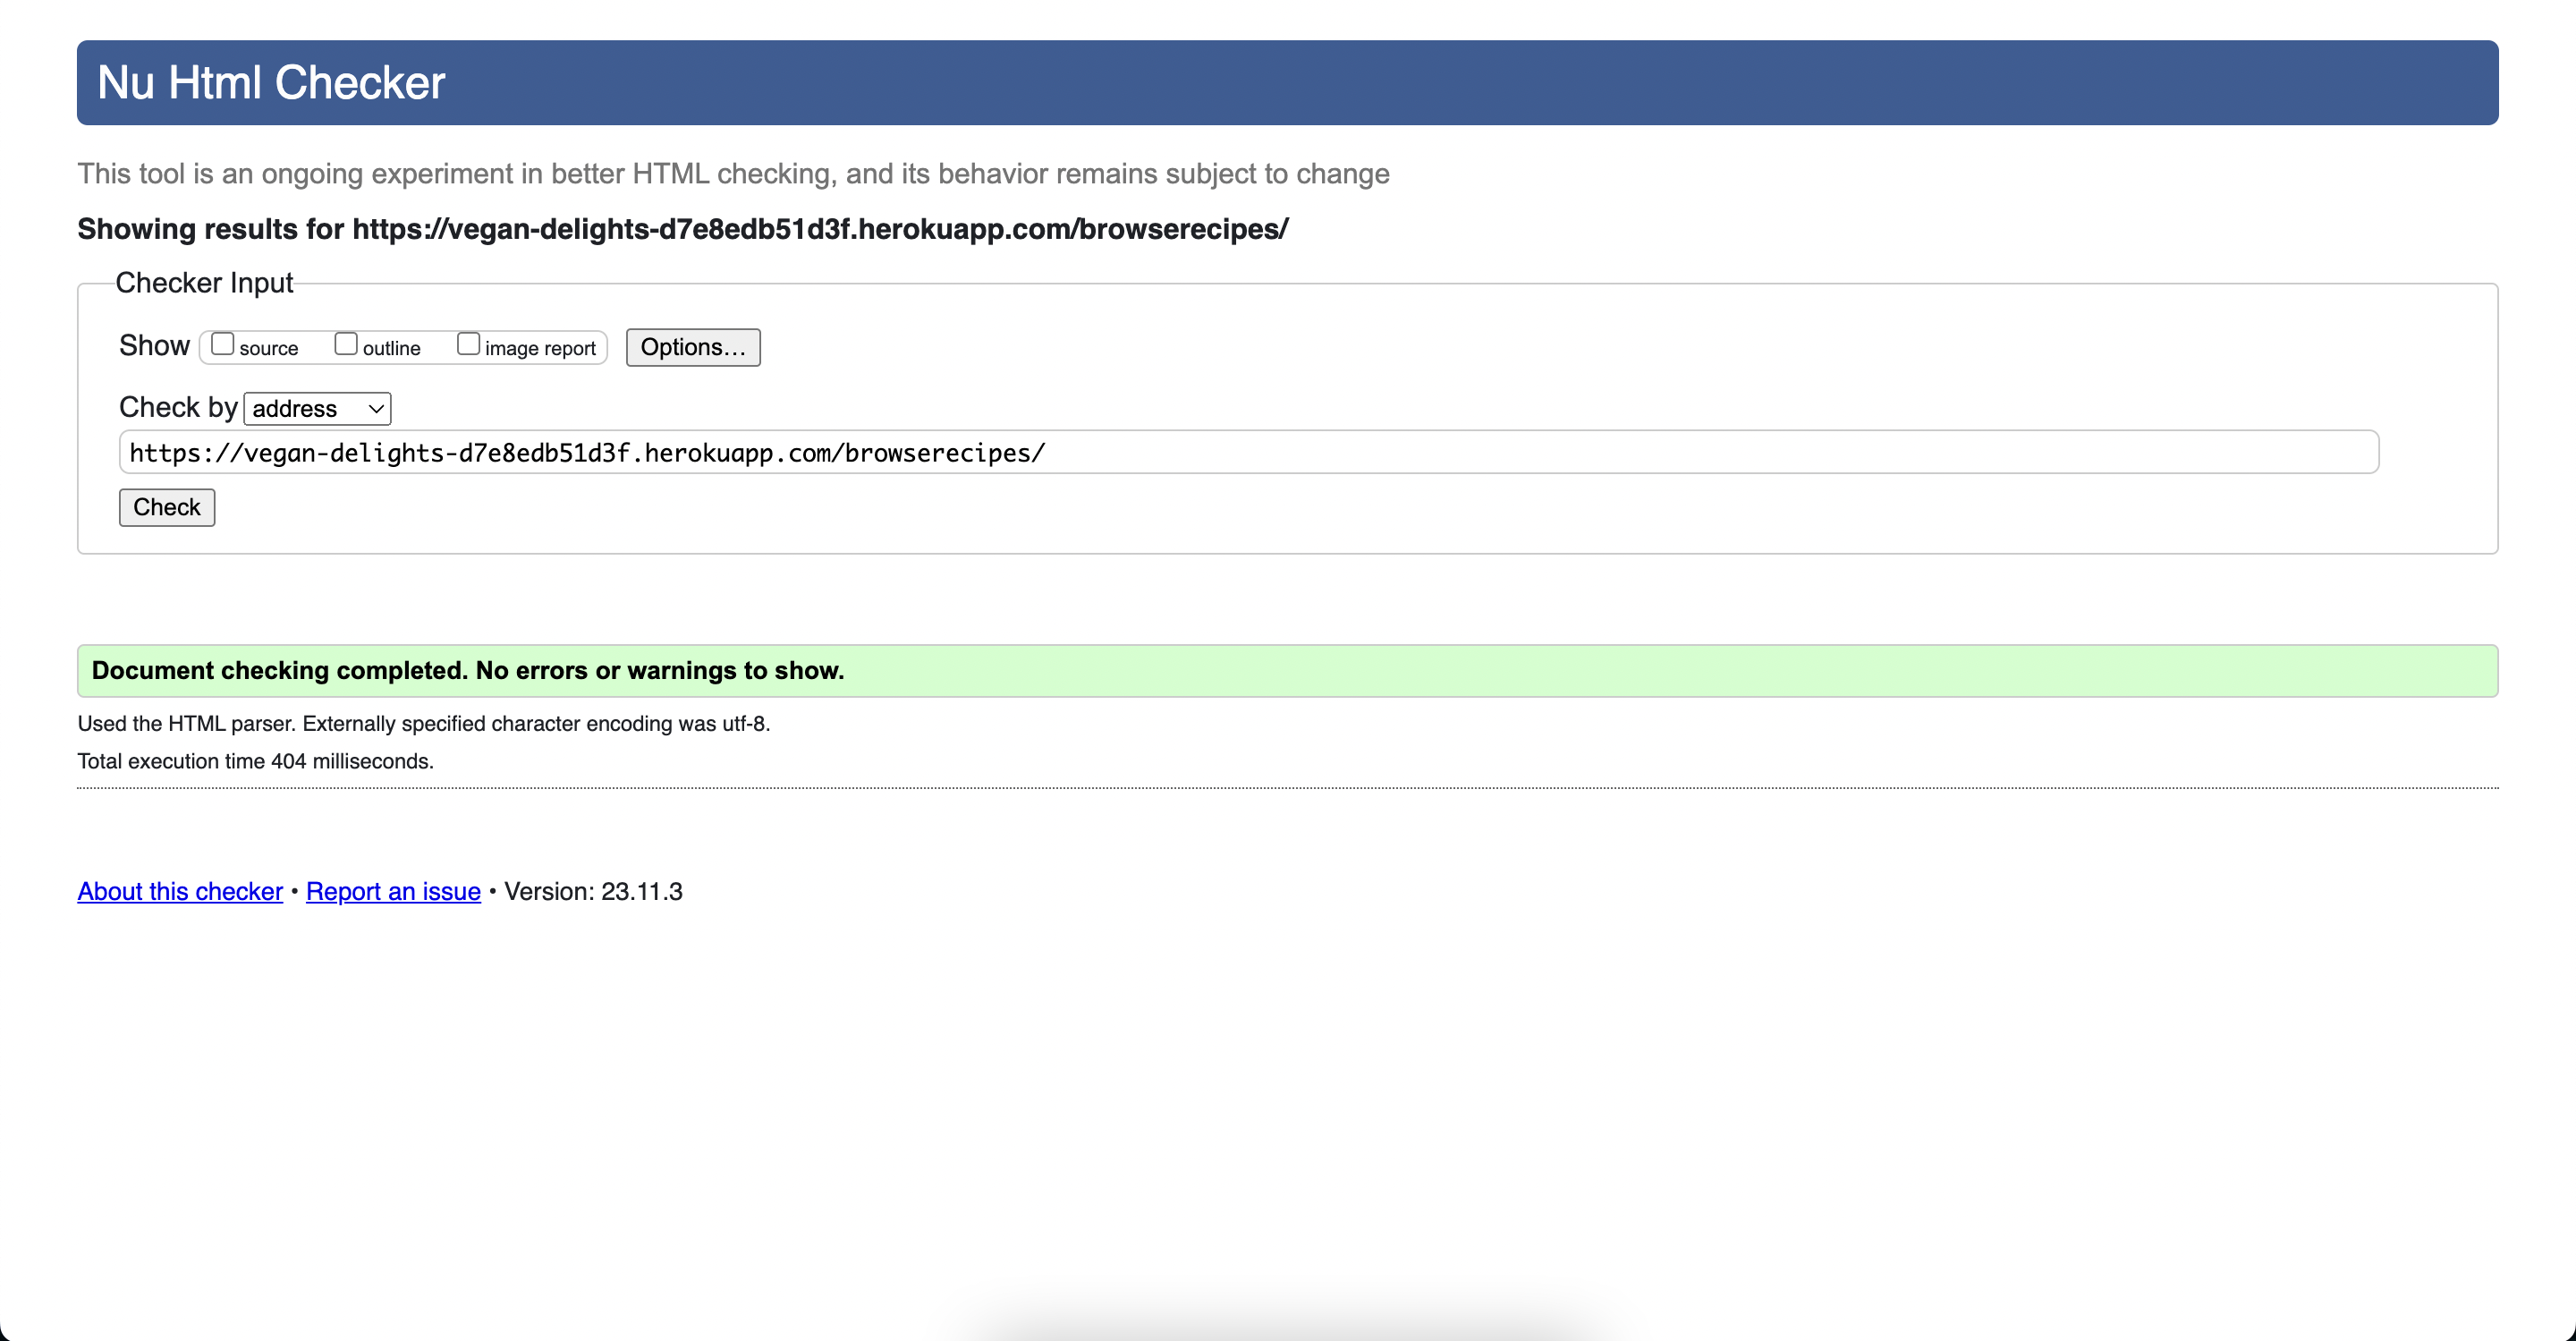 Nu Html Checker
This tool is an ongoing experiment in better HTML checking, and its behavior remains subject to change
Showing results for https://vegan-delights-d7e8edb51d3f.herokuapp.com/browserecipes/
Checker Input
Show source outline image report Options...
Check by address
https://vegan-delights-d7e8edb51d3f.herokuapp.com/browserecipes/
Check
Document checking completed. No errors or warnings to show.
Used the HTML parser. Externally specified character encoding was utf-8.
Total execution time 404 milliseconds.
About this checker • Report an issue • Version: 23.11.3